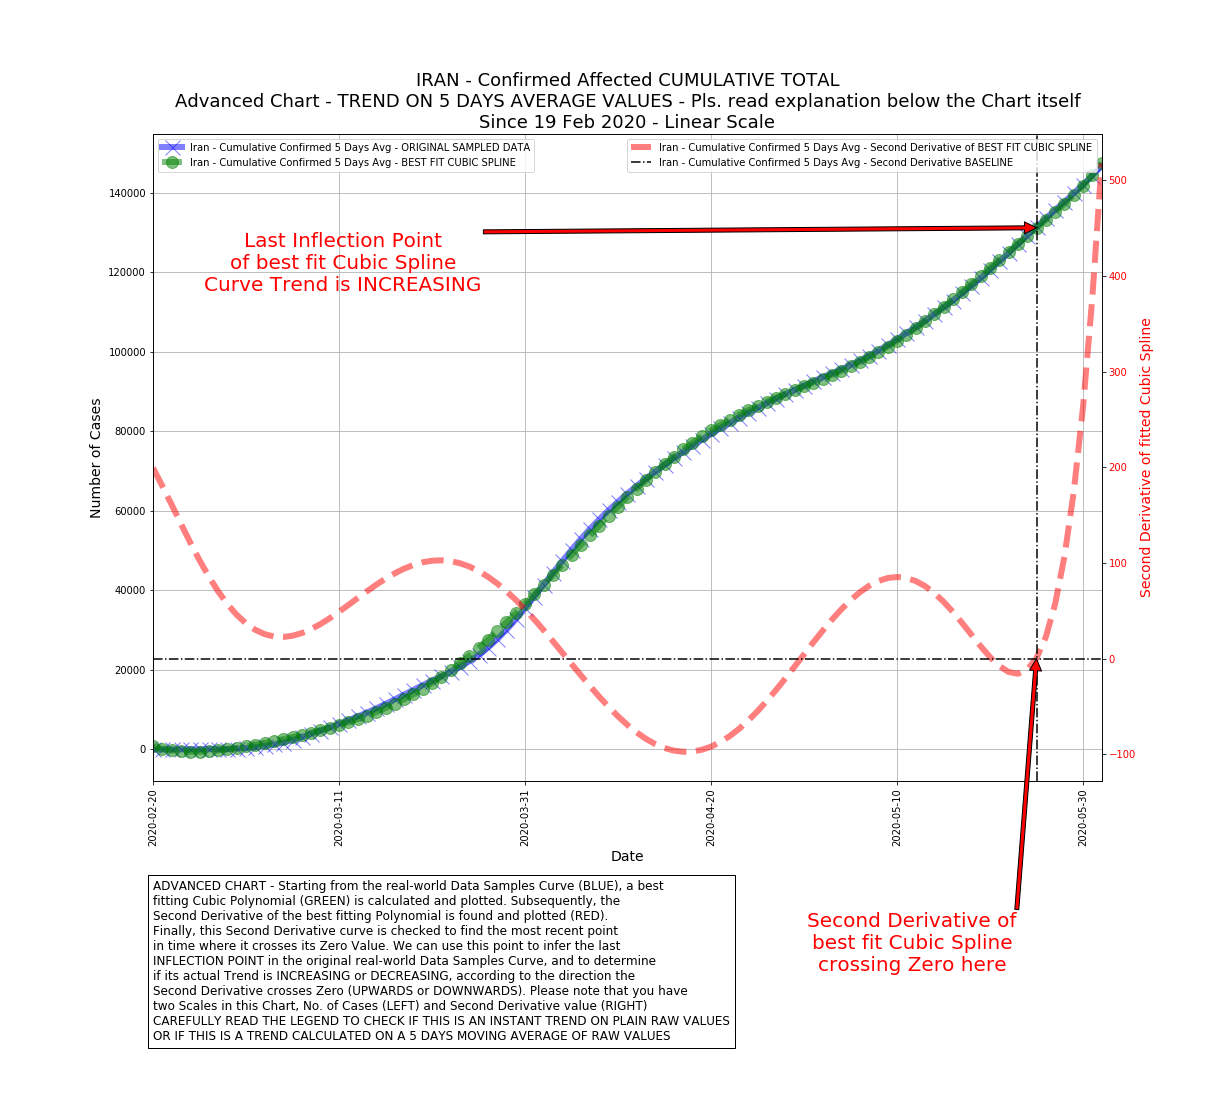 IRAN - Confirmed Affected CUMULATIVE TOTAL
Advanced Chart - TREND ON 5 DAYS AVERAGE VALUES - Pls. read explanation below the Chart itself
Since 19 Feb 2020 - Linear Scale
Iran - Cumulative Confirmed 5 Days Avg - ORIGINAL SAMPLED DATA
Iran - Cumulative Confirmed 5 Days Avg - BEST FIT CUBIC SPLINE
Iran - Cumulative Confirmed 5 Days Avg - Second Derivative of BEST FIT CUBIC SPLINE
Iran - Cumulative Confirmed 5 Days Avg - Second Derivative BASELINE
Last Inflection Point
of best fit Cubic Spline
Curve Trend is INCREASING
Number of Cases
140000
120000
100000
80000
60000
40000
20000
0
500
400
300
200
100
0
−100
Second Derivative of fitted Cubic Spline
2020-02-20
2020-03-11
2020-03-31
2020-04-20
2020-05-10
2020-05-30
Date
ADVANCED CHART - Starting from the real-world Data Samples Curve (BLUE), a best
fitting Cubic Polynomial (GREEN) is calculated and plotted. Subsequently, the
Second Derivative of the best fitting Polynomial is found and plotted (RED).
Finally, this Second Derivative curve is checked to find the most recent point
in time where it crosses its Zero Value. We can use this point to infer the last
INFLECTION POINT in the original real-world Data Samples Curve, and to determine
if its actual Trend is INCREASING or DECREASING, according to the direction the
Second Derivative crosses Zero (UPWARDS or DOWNWARDS). Please note that you have
two Scales in this Chart, No. of Cases (LEFT) and Second Derivative value (RIGHT)
CAREFULLY READ THE LEGEND TO CHECK IF THIS IS AN INSTANT TREND ON PLAIN RAW VALUES
OR IF THIS IS A TREND CALCULATED ON A 5 DAYS MOVING AVERAGE OF RAW VALUES
Second Derivative of
best fit Cubic Spline
crossing Zero here